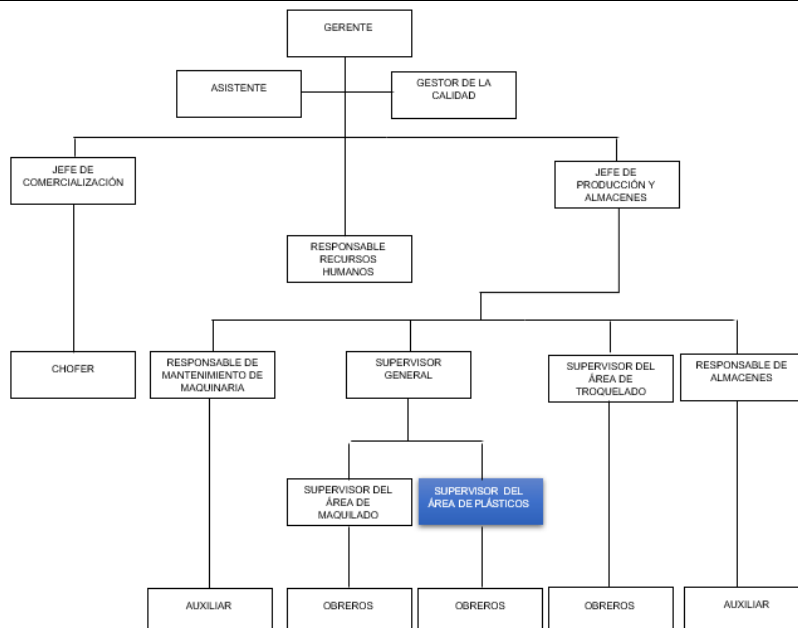 GERENTE
ASISTENTE
GESTOR DE LA
CALIDAD
JEFE DE
COMERCIALIZACIÓN
JEFE DE
PRODUCCIÓN Y
ALMACENES
RESPONSABLE
RECURSOS
HUMANOS
CHOFER
RESPONSABLE DE
MANTENIMIENTO DE
MAQUINARIA
SUPERVISOR
GENERAL
SUPERVISOR DEL
ÁREA DE
TROQUELADO
RESPONSABLE DE
ALMACENES
SUPERVISOR DEL
ÁREA DE
MAQUILADO
SUPERVISOR DEL
ÁREA DE PLÁSTICOS
AUXILIAR
OBREROS
OBREROS
OBREROS
AUXILIAR